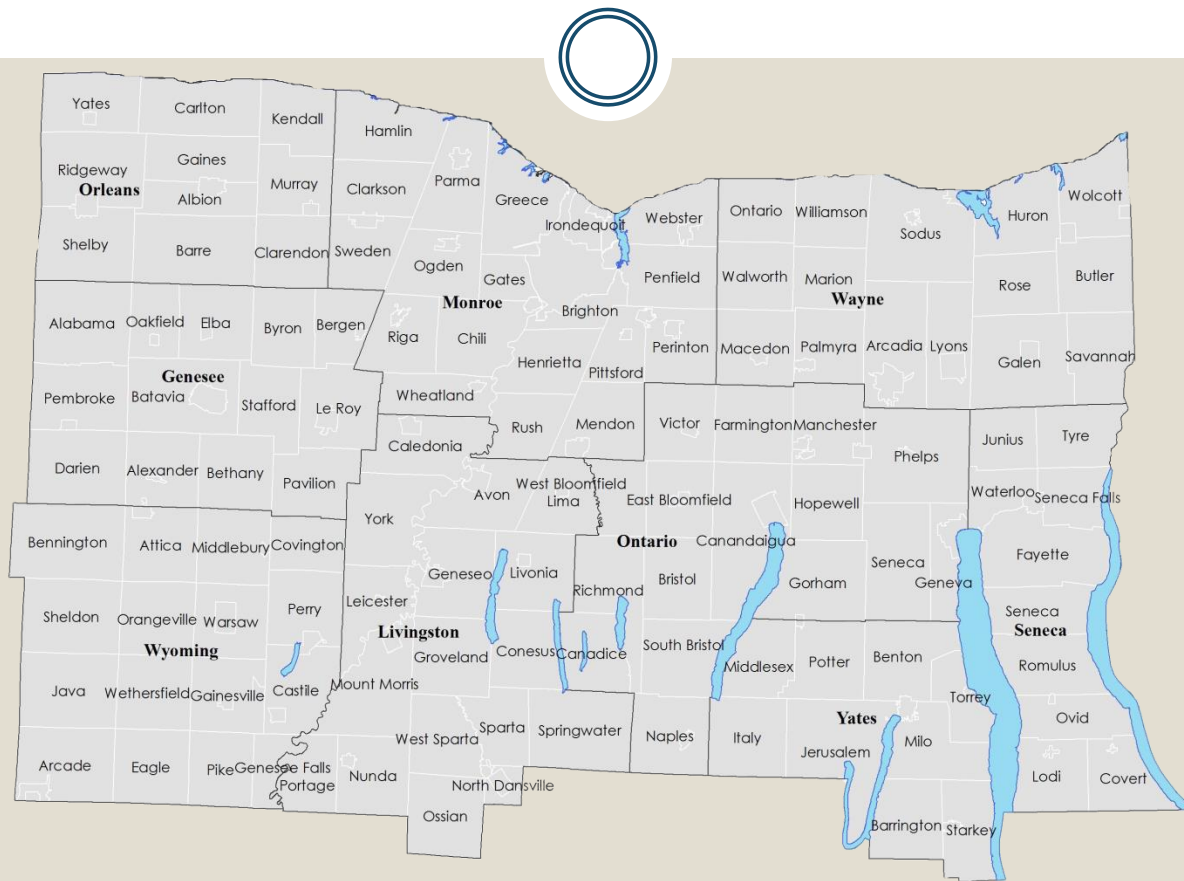 Yates
Carlton
Kendall
Hamlin
Ridgeway
Orleans
Gaines
Albion
Murray
Clarkson
Parma
Greece
Irondequoit
Webster
Ontario
Williamson
Sodus
Huron
Wolcott
Shelby
Barre
Clarendon
Sweden
Ogden
Gates
Monroe
Penfield
Walworth
Marion
Wayne
Rose
Butler
Alabama
Oakfield
Elba
Byron
Bergen
Riga
Chili
Brighton
Henrietta
Pittsford
Perinton
Macedon
Palmyra
Arcadia
Lyons
Galen
Savannah
Genesee
Pembroke
Batavia
Stafford
Le Roy
Wheatland
Rush
Mendon
Victor
Farmington
Manchester
Phelps
Junius
Tyre
Caledonia
Darien
Alexander
Bethany
Pavilion
Avon
West Bloomfield
Lima
East Bloomfield
Hopewell
Waterloo
Seneca Falls
York
Bennington
Attica
Middlebury
Covington
Ontario
Canandaigua
Fayette
Geneseo
Livonia
Richmond
Bristol
Gorham
Seneca
Geneva
Sheldon
Orangeville
Warsaw
Perry
Leicester
Livingston
Seneca
Seneca
Wyoming
Groveland
Conesus
Canadice
South Bristol
Middlesex
Potter
Benton
Romulus
Java
Wethersfield
Gainesville
Castile
Mount Morris
Torrey
Yates
Ovid
West Sparta
Sparta
Springwater
Naples
Italy
Jerusalem
Milo
Arcade
Eagle
Pike
Genesee Falls
Portage
Nunda
North Dansville
Lodi
Covert
Ossian
Barrington
Starkey